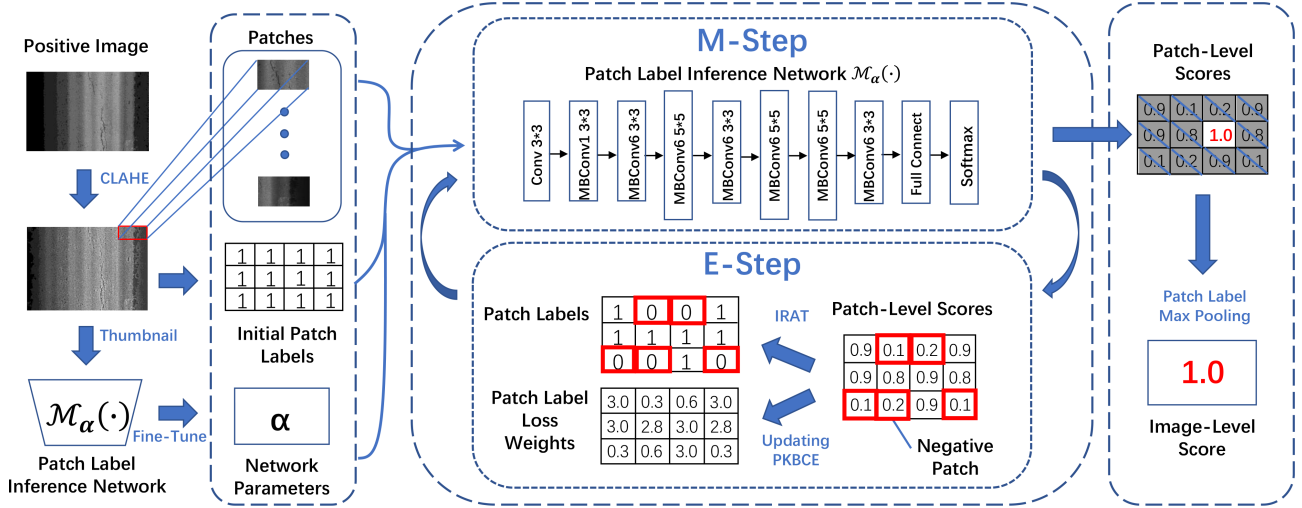 Positive Image
CLAHE
Thumbnail
ℳα(·)
Fine-Tune
Patch Label
Inference Network
Patches
1 1 1 1
1 1 1 1
1 1 1 1
Initial Patch
Labels
α
Network
Parameters
M-Step
Patch Label Inference Network ℳα(·)
Conv 3*3
MBConv1 3*3
MBConv6 3*3
MBConv6 5*5
MBConv6 3*3
MBConv6 5*5
MBConv6 5*5
MBConv6 3*3
Full Connect
Softmax
E-Step
Patch Labels
1 0 0 1
1 1 1 1
0 0 1 0
Patch Label
Loss
Weights
3.0 0.3 0.6 3.0
3.0 2.8 3.0 2.8
0.3 0.6 3.0 0.3
IRAT
Updating
PKBCE
Patch-Level Scores
0.9 0.1 0.2 0.9
0.9 0.8 0.9 0.8
0.1 0.2 0.9 0.1
Negative
Patch
Patch-Level
Scores
0.9 0.1 0.2 0.9
0.9 0.8 1.0 0.8
0.1 0.2 0.9 0.1
Patch Label
Max Pooling
1.0
Image-Level
Score